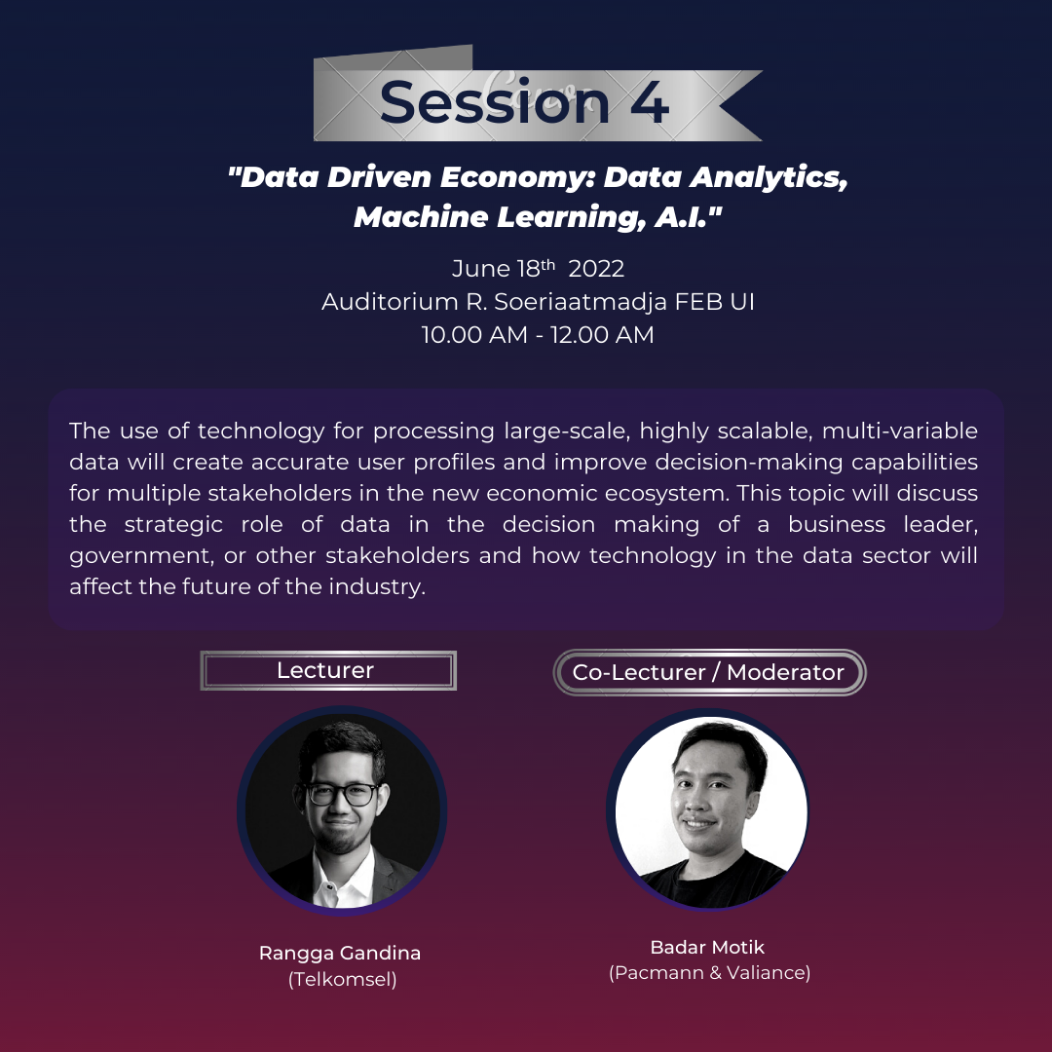 Session 4
"Data Driven Economy: Data Analytics,
Machine Learning, A.I."
June 18th 2022
Auditorium R. Soeriaatmadja FEB UI
10.00 AM - 12.00 AM
The use of technology for processing large-scale, highly scalable, multi-variable
data will create accurate user profiles and improve decision-making capabilities
for multiple stakeholders in the new economic ecosystem. This topic will discuss
the strategic role of data in the decision making of a business leader,
government, or other stakeholders and how technology in the data sector will
affect the future of the industry.
Lecturer
Co-Lecturer / Moderator
Rangga Gandina
(Telkomsel)
Badar Motik
(Pacmann & Valiance)